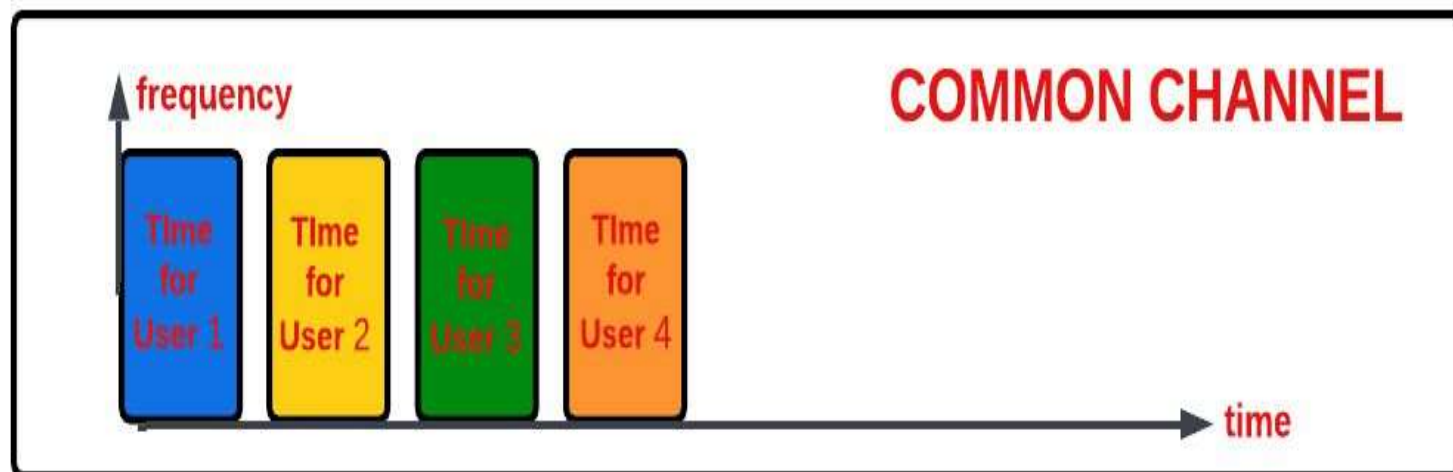 COMMON CHANNEL
frequency
TIme
for
User 1
TIme
for
User 2
TIme
for
User 3
TIme
for
User 4
time